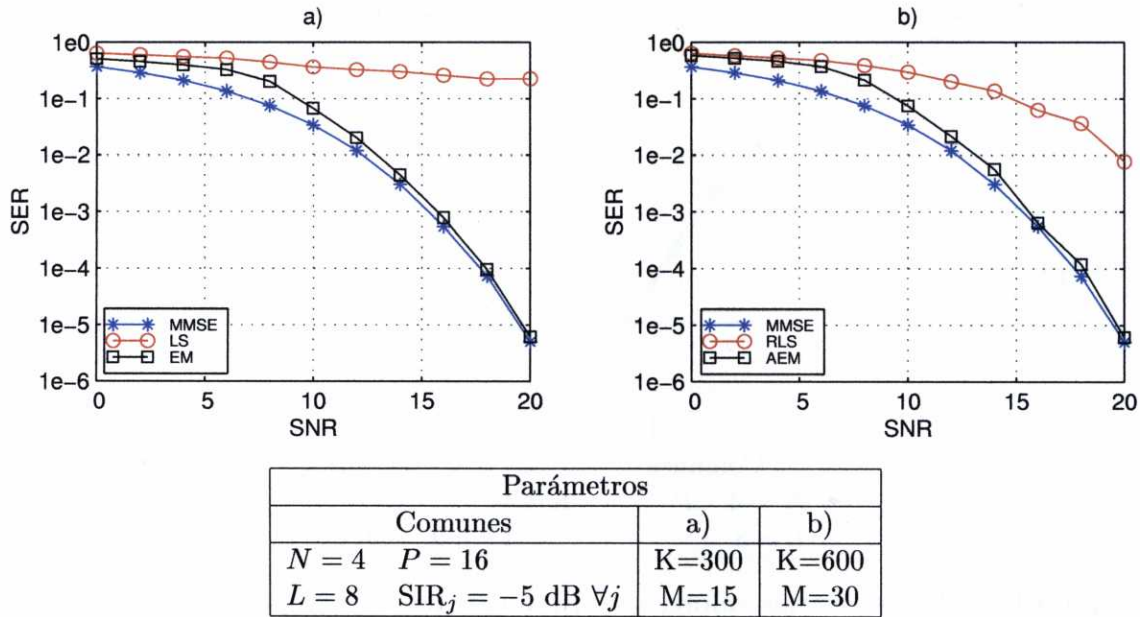 a)
1e0
1e−1
1e−2
1e−3
1e−4
1e−5
1e−6
SER
MMSE
LS
EM
0 5 10 15 20
SNR
b)
1e0
1e−1
1e−2
1e−3
1e−4
1e−5
1e−6
SER
MMSE
RLS
AEM
0 5 10 15 20
SNR
Parámetros
Comunes a) b)
N = 4 P = 16 K=300 K=600
L = 8 SIR_j = −5 dB ∀j M=15 M=30